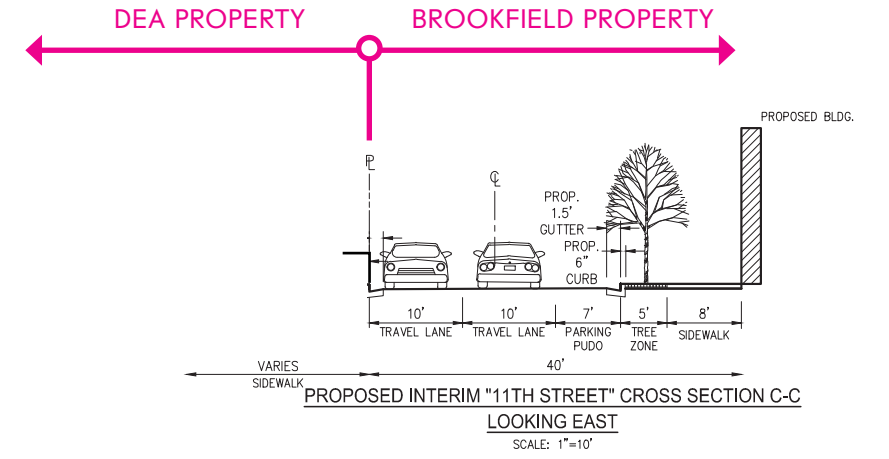 DEA PROPERTY
BROOKFIELD PROPERTY
PROPOSED BLDG.
PL
CL
PROP.
1.5'
GUTTER
PROP.
6"
CURB
10'
TRAVEL LANE
10'
TRAVEL LANE
7'
PARKING
PUDO
5'
TREE
ZONE
8'
SIDEWALK
VARIES
SIDEWALK
40'
PROPOSED INTERIM "11TH STREET" CROSS SECTION C-C
LOOKING EAST
SCALE: 1"=10'